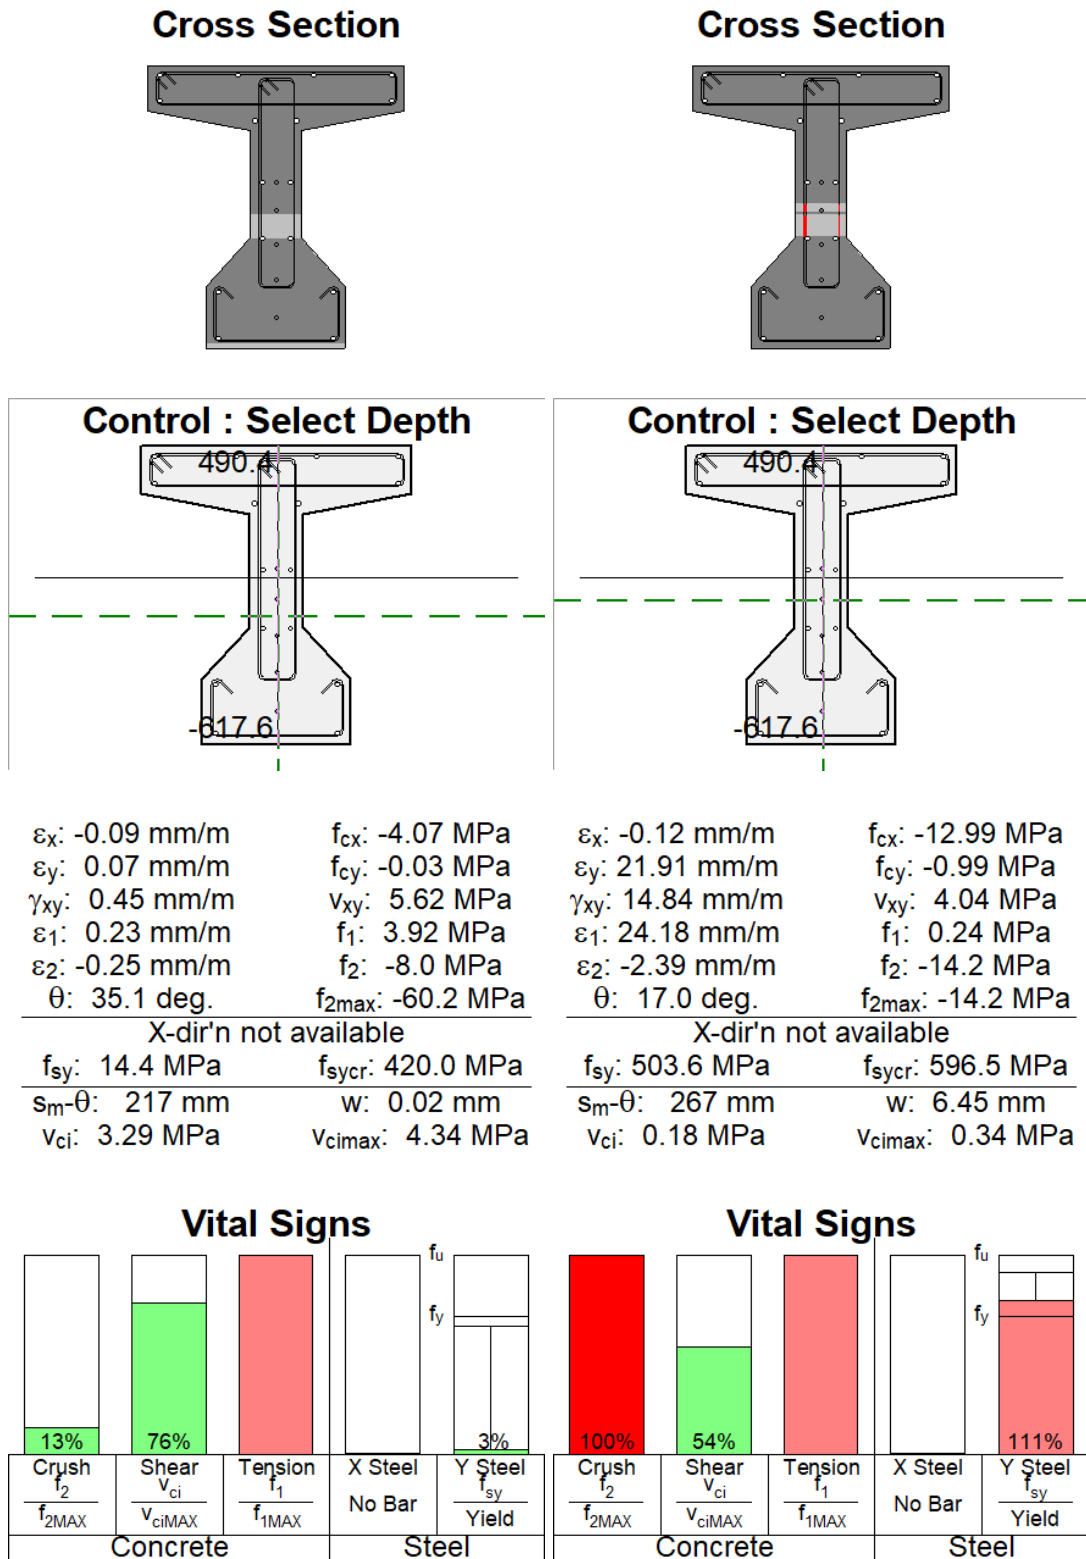 Cross Section
Cross Section
Control : Select Depth
490.4
-617.6
Control : Select Depth
490.4
-617.6
εx: -0.09 mm/m fcx: -4.07 MPa
εy: 0.07 mm/m fcy: -0.03 MPa
γxy: 0.45 mm/m vxy: 5.62 MPa
ε1: 0.23 mm/m f1: 3.92 MPa
ε2: -0.25 mm/m f2: -8.0 MPa
θ: 35.1 deg. f2max: -60.2 MPa
X-dir'n not available
fsy: 14.4 MPa fsycr: 420.0 MPa
sm-θ: 217 mm w: 0.02 mm
vci: 3.29 MPa vcimax: 4.34 MPa
εx: -0.12 mm/m fcx: -12.99 MPa
εy: 21.91 mm/m fcy: -0.99 MPa
γxy: 14.84 mm/m vxy: 4.04 MPa
ε1: 24.18 mm/m f1: 0.24 MPa
ε2: -2.39 mm/m f2: -14.2 MPa
θ: 17.0 deg. f2max: -14.2 MPa
X-dir'n not available
fsy: 503.6 MPa fsycr: 596.5 MPa
sm-θ: 267 mm w: 6.45 mm
vci: 0.18 MPa vcimax: 0.34 MPa
Vital Signs
fu
fy
13% 76% 3%
Crush Shear Tension X Steel Y Steel
f2 vci f1 No Bar fsy
f2MAX vciMAX f1MAX Yield
Concrete Steel
Vital Signs
fu
fy
100% 54% 111%
Crush Shear Tension X Steel Y Steel
f2 vci f1 No Bar fsy
f2MAX vciMAX f1MAX Yield
Concrete Steel